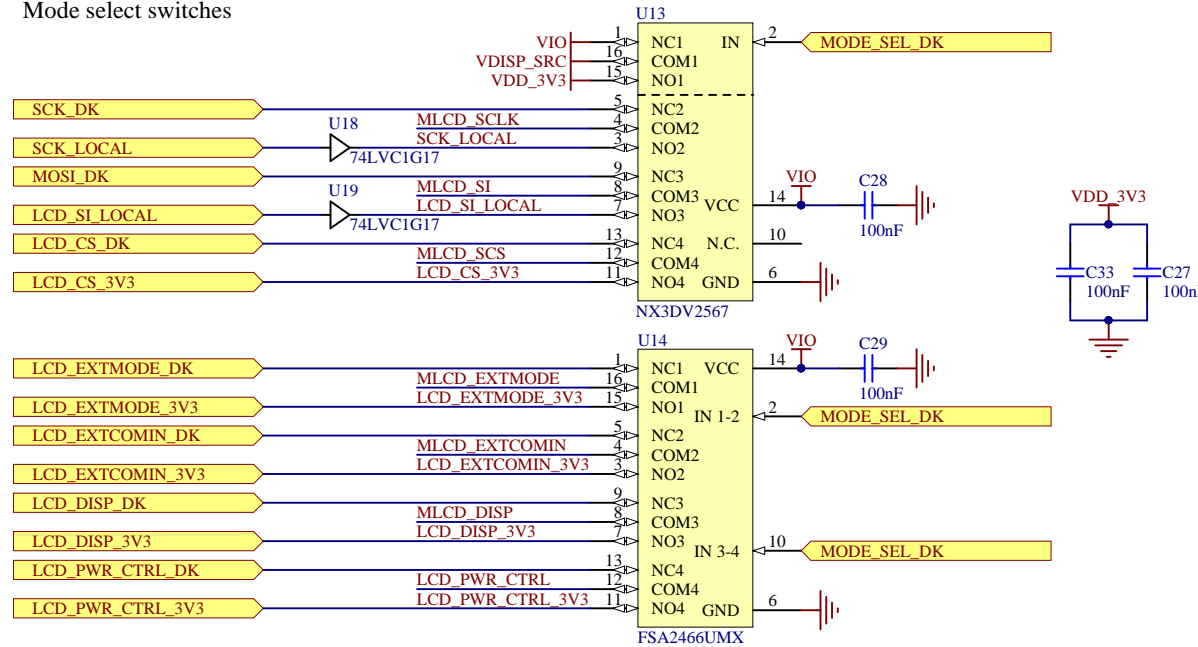 Mode select switches
U13
VIO 1 NC1 IN 2 MODE_SEL_DK
VDISP_SRC 16 COM1
VDD_3V3 15 NO1
SCK_DK 5 NC2
U18 MLCD_SCLK 4 COM2
SCK_LOCAL SCK_LOCAL 3 NO2
74LVC1G17
MOSI_DK 9 NC3
U19 MLCD_SI 8 COM3
LCD_SI_LOCAL LCD_SI_LOCAL 7 NO3
74LVC1G17
VCC 14 VIO C28
100nF
LCD_CS_DK 13 NC4 N.C. 10
MLCD_SCS 12 COM4
LCD_CS_3V3 LCD_CS_3V3 11 NO4 GND 6
NX3DV2567
VDD_3V3
C33 C27
100nF 100n
U14
LCD_EXTMODE_DK 1 NC1 VCC 14 VIO C29
100nF
MLCD_EXTMODE 16 COM1
LCD_EXTMODE_3V3 LCD_EXTMODE_3V3 15 NO1
IN 1-2 2 MODE_SEL_DK
LCD_EXTCOMIN_DK 5 NC2
MLCD_EXTCOMIN 4 COM2
LCD_EXTCOMIN_3V3 LCD_EXTCOMIN_3V3 3 NO2
LCD_DISP_DK 9 NC3
MLCD_DISP 8 COM3
LCD_DISP_3V3 LCD_DISP_3V3 7 NO3
IN 3-4 10 MODE_SEL_DK
LCD_PWR_CTRL_DK 13 NC4
LCD_PWR_CTRL 12 COM4
LCD_PWR_CTRL_3V3 LCD_PWR_CTRL_3V3 11 NO4 GND 6
FSA2466UMX